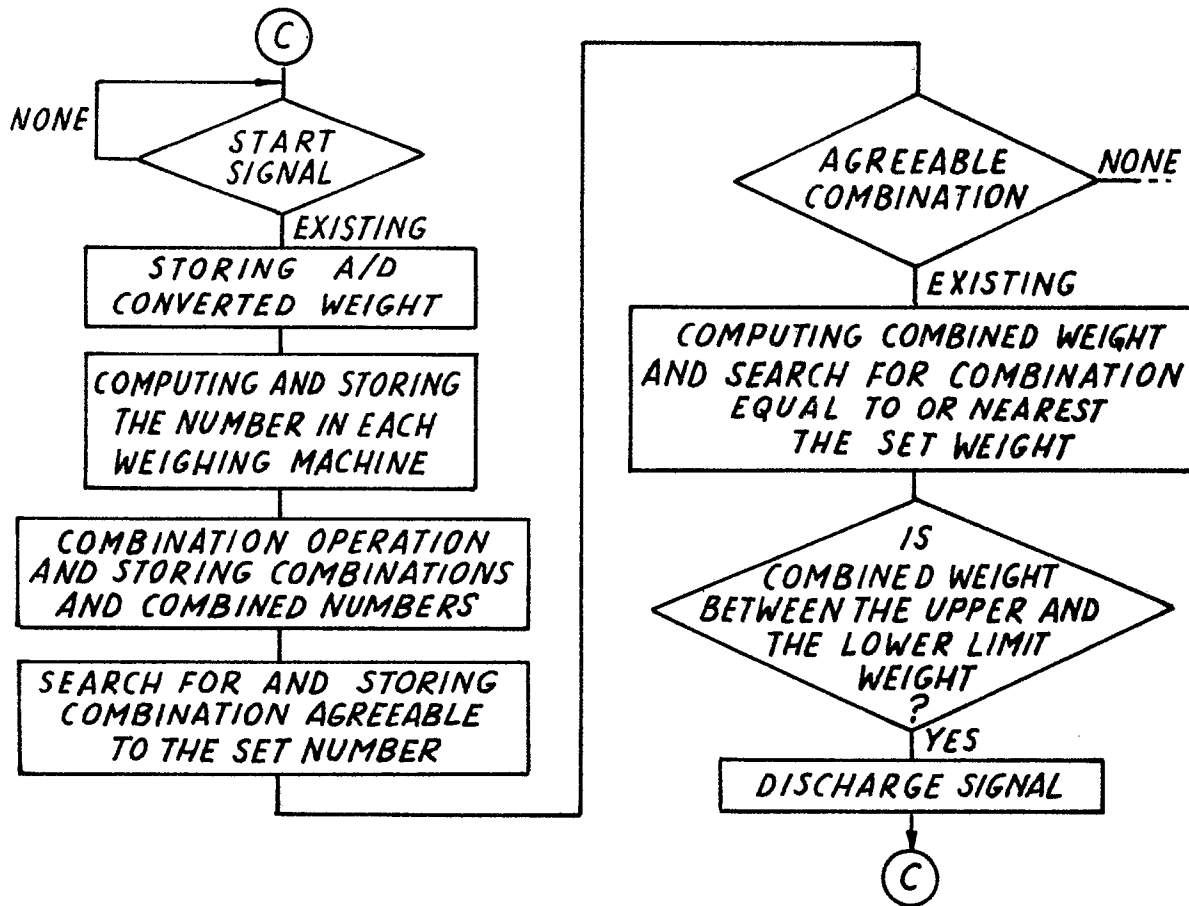 C
NONE
START
SIGNAL
EXISTING
STORING A/D
CONVERTED WEIGHT
COMPUTING AND STORING
THE NUMBER IN EACH
WEIGHING MACHINE
COMBINATION OPERATION
AND STORING COMBINATIONS
AND COMBINED NUMBERS
SEARCH FOR AND STORING
COMBINATION AGREEABLE
TO THE SET NUMBER
AGREEABLE
COMBINATION
NONE
EXISTING
COMPUTING COMBINED WEIGHT
AND SEARCH FOR COMBINATION
EQUAL TO OR NEAREST
THE SET WEIGHT
IS
COMBINED WEIGHT
BETWEEN THE UPPER AND
THE LOWER LIMIT
WEIGHT
?
YES
DISCHARGE SIGNAL
C